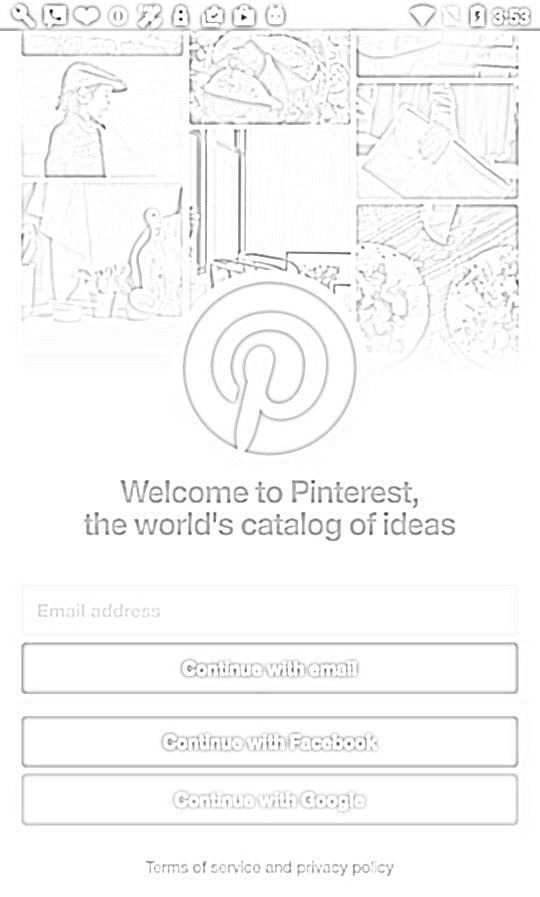 3:53
Welcome to Pinterest,
the world's catalog of ideas
Email address
Continue with email
Continue with Facebook
Continue with Google
Terms of service and privacy policy